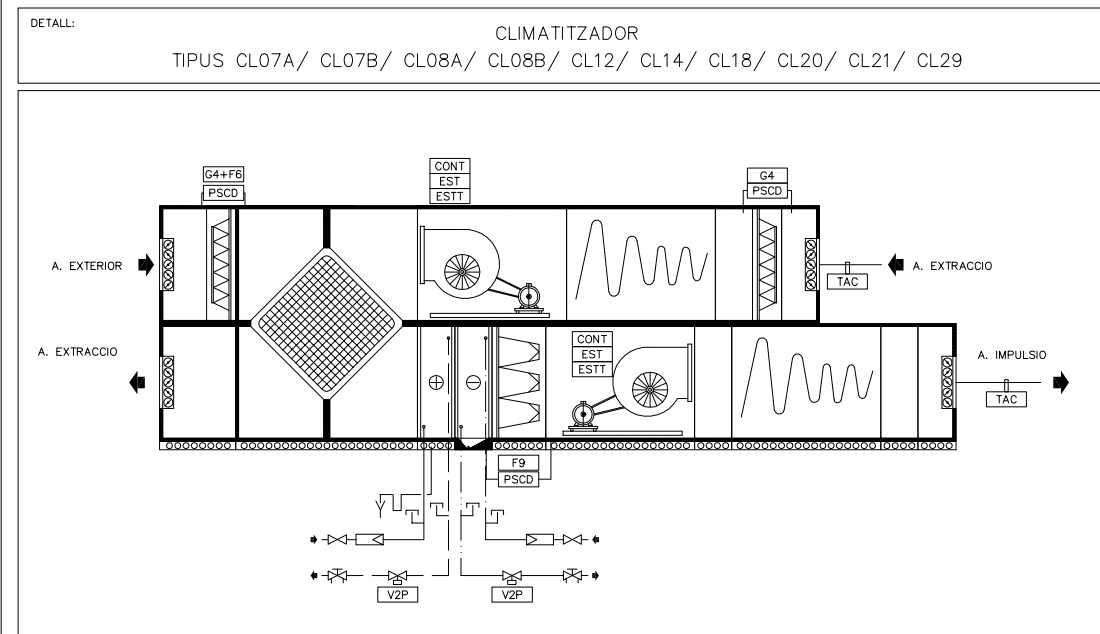 DETALL:
CLIMATITZADOR
TIPUS CL07A/ CL07B/ CL08A/ CL08B/ CL12/ CL14/ CL18/ CL20/ CL21/ CL29
G4+F6
PSCD
CONT
EST
ESTT
G4
PSCD
A. EXTERIOR
A. EXTRACCIO
TAC
A. EXTRACCIO
CONT
EST
ESTT
A. IMPULSIO
TAC
F9
PSCD
V2P
V2P